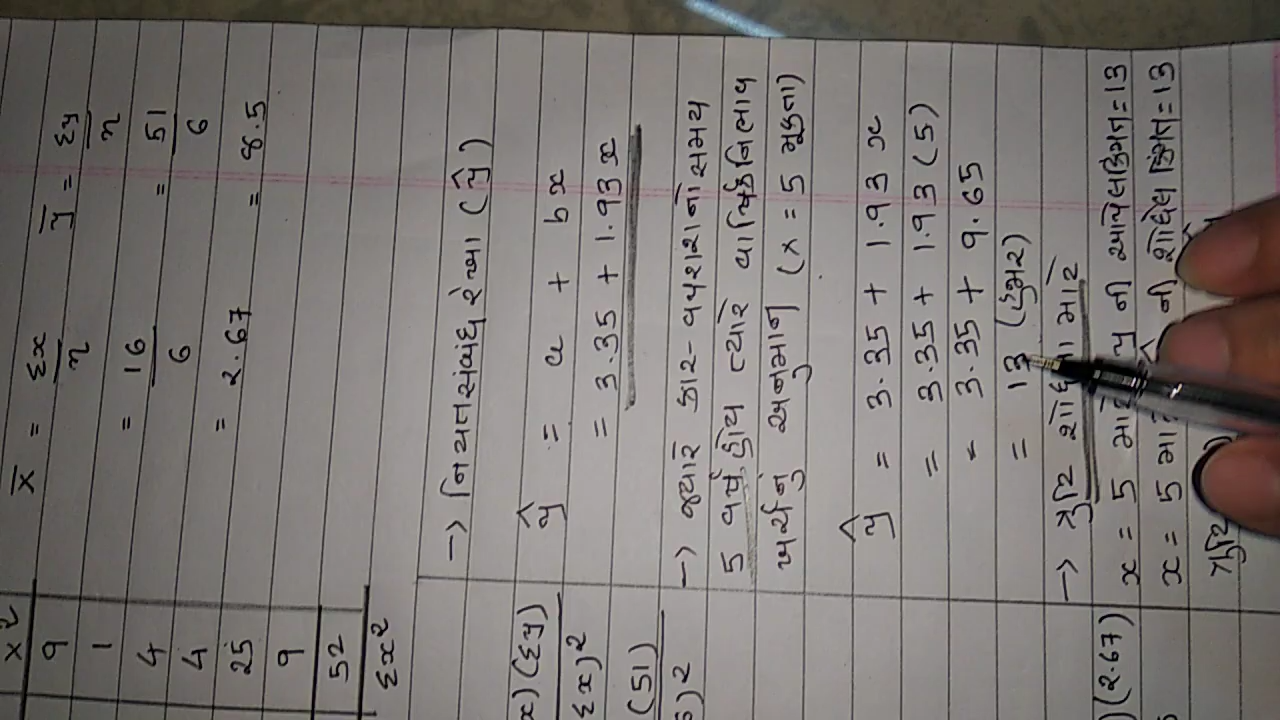 x̄ = Σx/n ȳ = Σy/n
= 16/6 = 51/6
= 2.67 = 8.5
→ નિયતસંબંધ રેખા (ŷ)
ŷ = a + bx
= 3.35 + 1.93x
→ જ્યારે કાર-વપરાશનો સમય
5 વર્ષ હોય ત્યારે વાર્ષિક નિભાવ
ખર્ચનું અનુમાન (x = 5 મૂકતા)
ŷ = 3.35 + 1.93x
= 3.35 + 1.93 (5)
= 3.35 + 9.65
= 13 (હજાર)
→ ત્રુટિ શોધવા માટે
x = 5 માટે y ની આપેલ કિંમત = 13
x = 5 માટે ની શોધેલ કિંમત = 13
ત્રુટિ
x²
9
1
4
4
25
9
52
Σx²
x)(Σy)
Σx)²
(51)
)²
)(2.67)